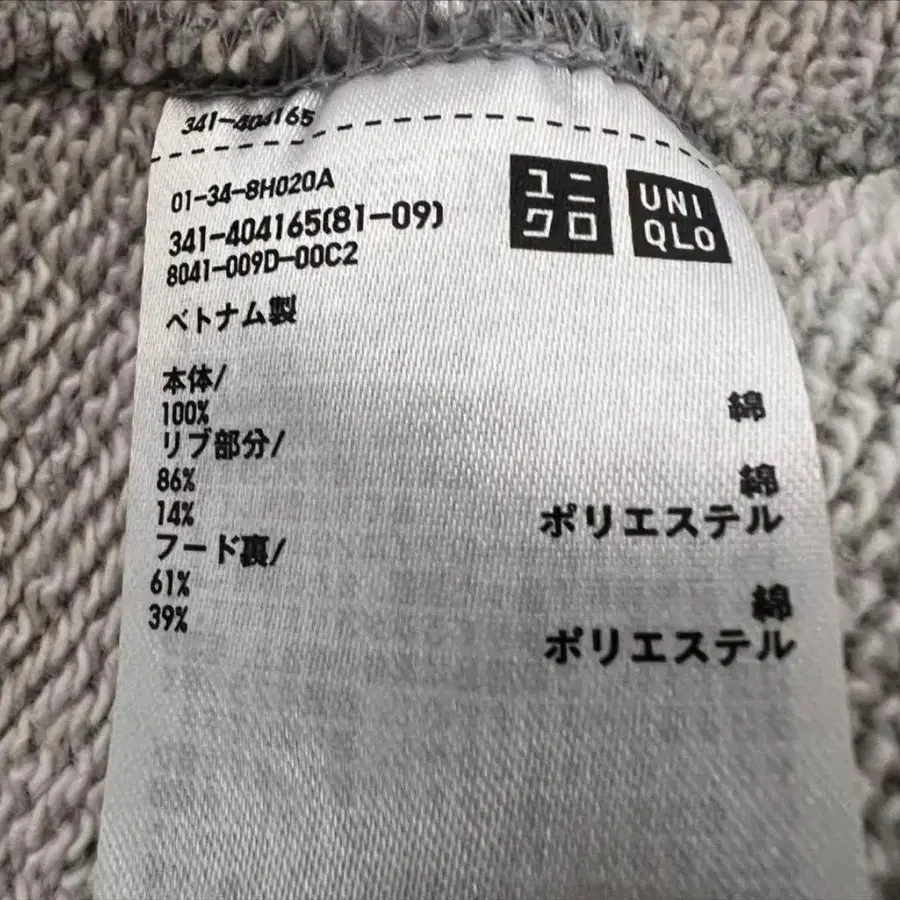 341-404165
01-34-8H020A
341-404165(81-09)
8041-009D-00C2
ユニ
クロ
UNI
QLO
ベトナム製
本体/
100% 綿
リブ部分/
86% 綿
14% ポリエステル
フード裏/
61% 綿
39% ポリエステル